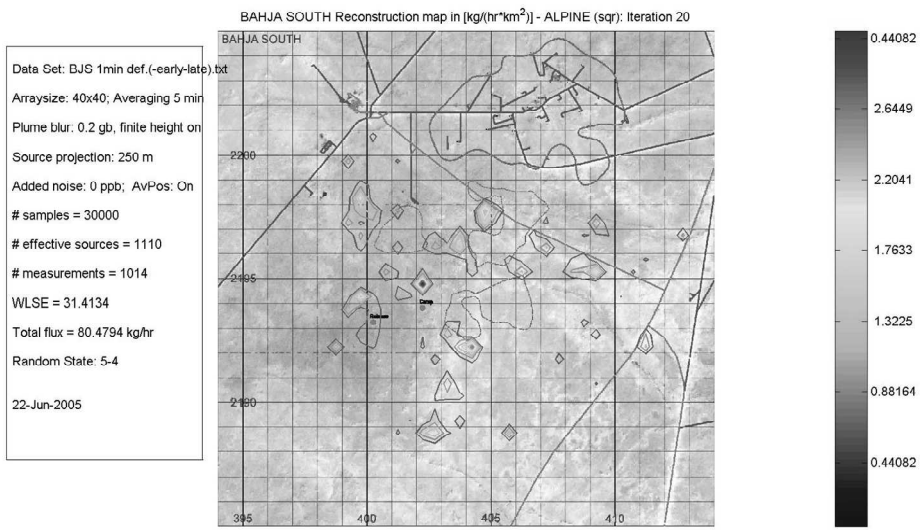 BAHJA SOUTH Reconstruction map in [kg/(hr*km²)] - ALPINE (sqr): Iteration 20
BAHJA SOUTH
Data Set: BJS 1min def.(-early-late).txt
Arraysize: 40x40; Averaging 5 min
Plume blur: 0.2 gb, finite height on
Source projection: 250 m
Added noise: 0 ppb; AvPos: On
# samples = 30000
# effective sources = 1110
# measurements = 1014
WLSE = 31.4134
Total flux = 80.4794 kg/hr
Random State: 5-4
22-Jun-2005
2200
2195
2190
395
400
405
410
Camp
0.44082
2.6449
2.2041
1.7633
1.3225
0.88164
0.44082